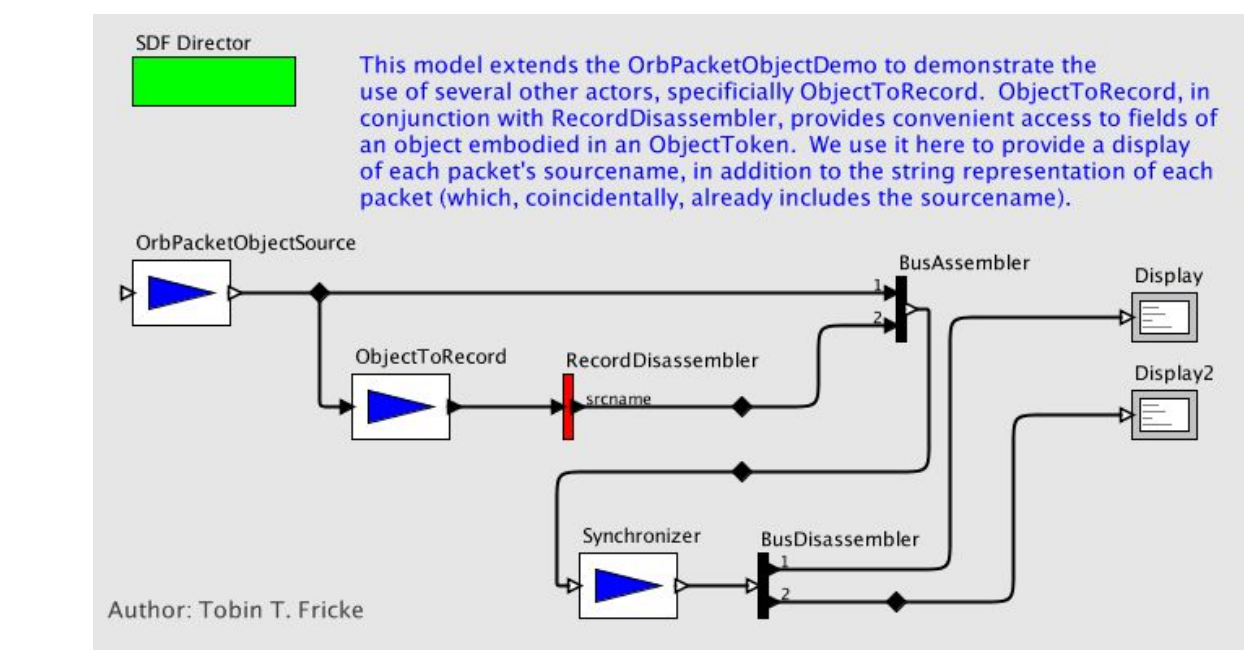 SDF Director
This model extends the OrbPacketObjectDemo to demonstrate the
use of several other actors, specificially ObjectToRecord.  ObjectToRecord, in
conjunction with RecordDisassembler, provides convenient access to fields of
an object embodied in an ObjectToken.  We use it here to provide a display
of each packet's sourcename, in addition to the string representation of each
packet (which, coincidentally, already includes the sourcename).
OrbPacketObjectSource
BusAssembler
Display
1
2
ObjectToRecord
RecordDisassembler
srcname
Display2
Synchronizer
BusDisassembler
1
2
Author: Tobin T. Fricke